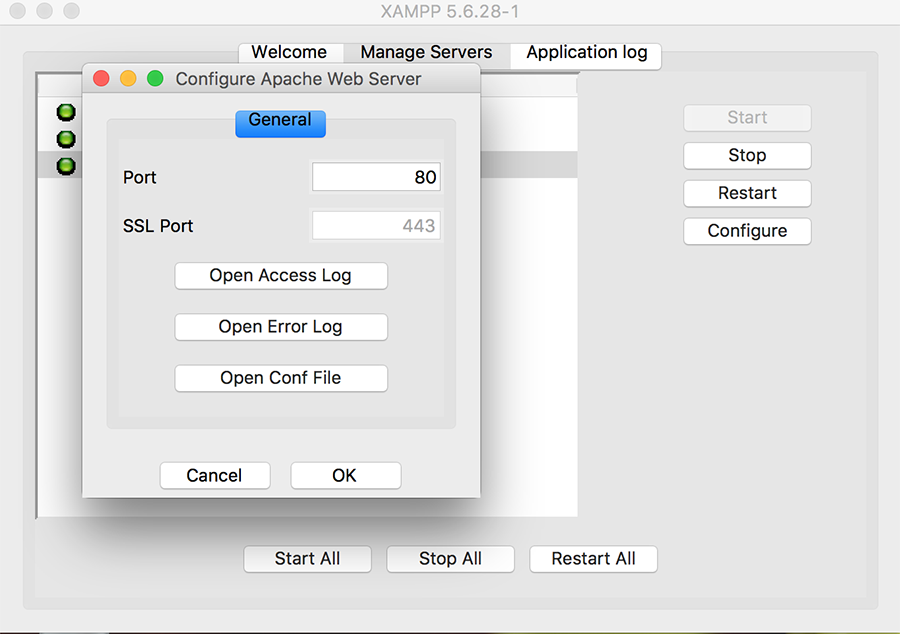 XAMPP 5.6.28-1
Welcome
Manage Servers
Application log
Configure Apache Web Server
General
Port
80
SSL Port
443
Open Access Log
Open Error Log
Open Conf File
Cancel
OK
Start
Stop
Restart
Configure
Start All
Stop All
Restart All